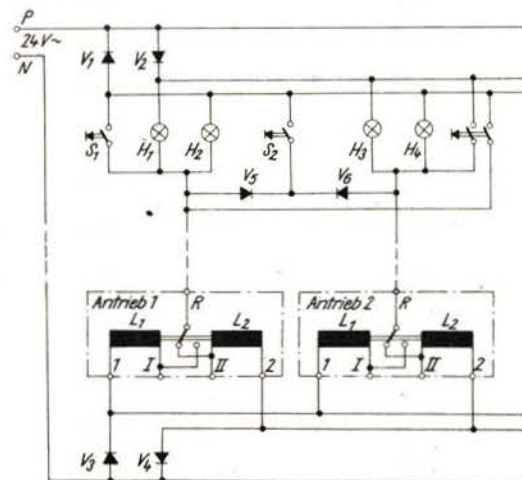 P
24V~
N
V1 V2
S1 H1 H2 S2 H3 H4
V5 V6
Antrieb 1 R Antrieb 2 R
L1 L2 L1 L2
1 I II 2 1 I II 2
V3 V4